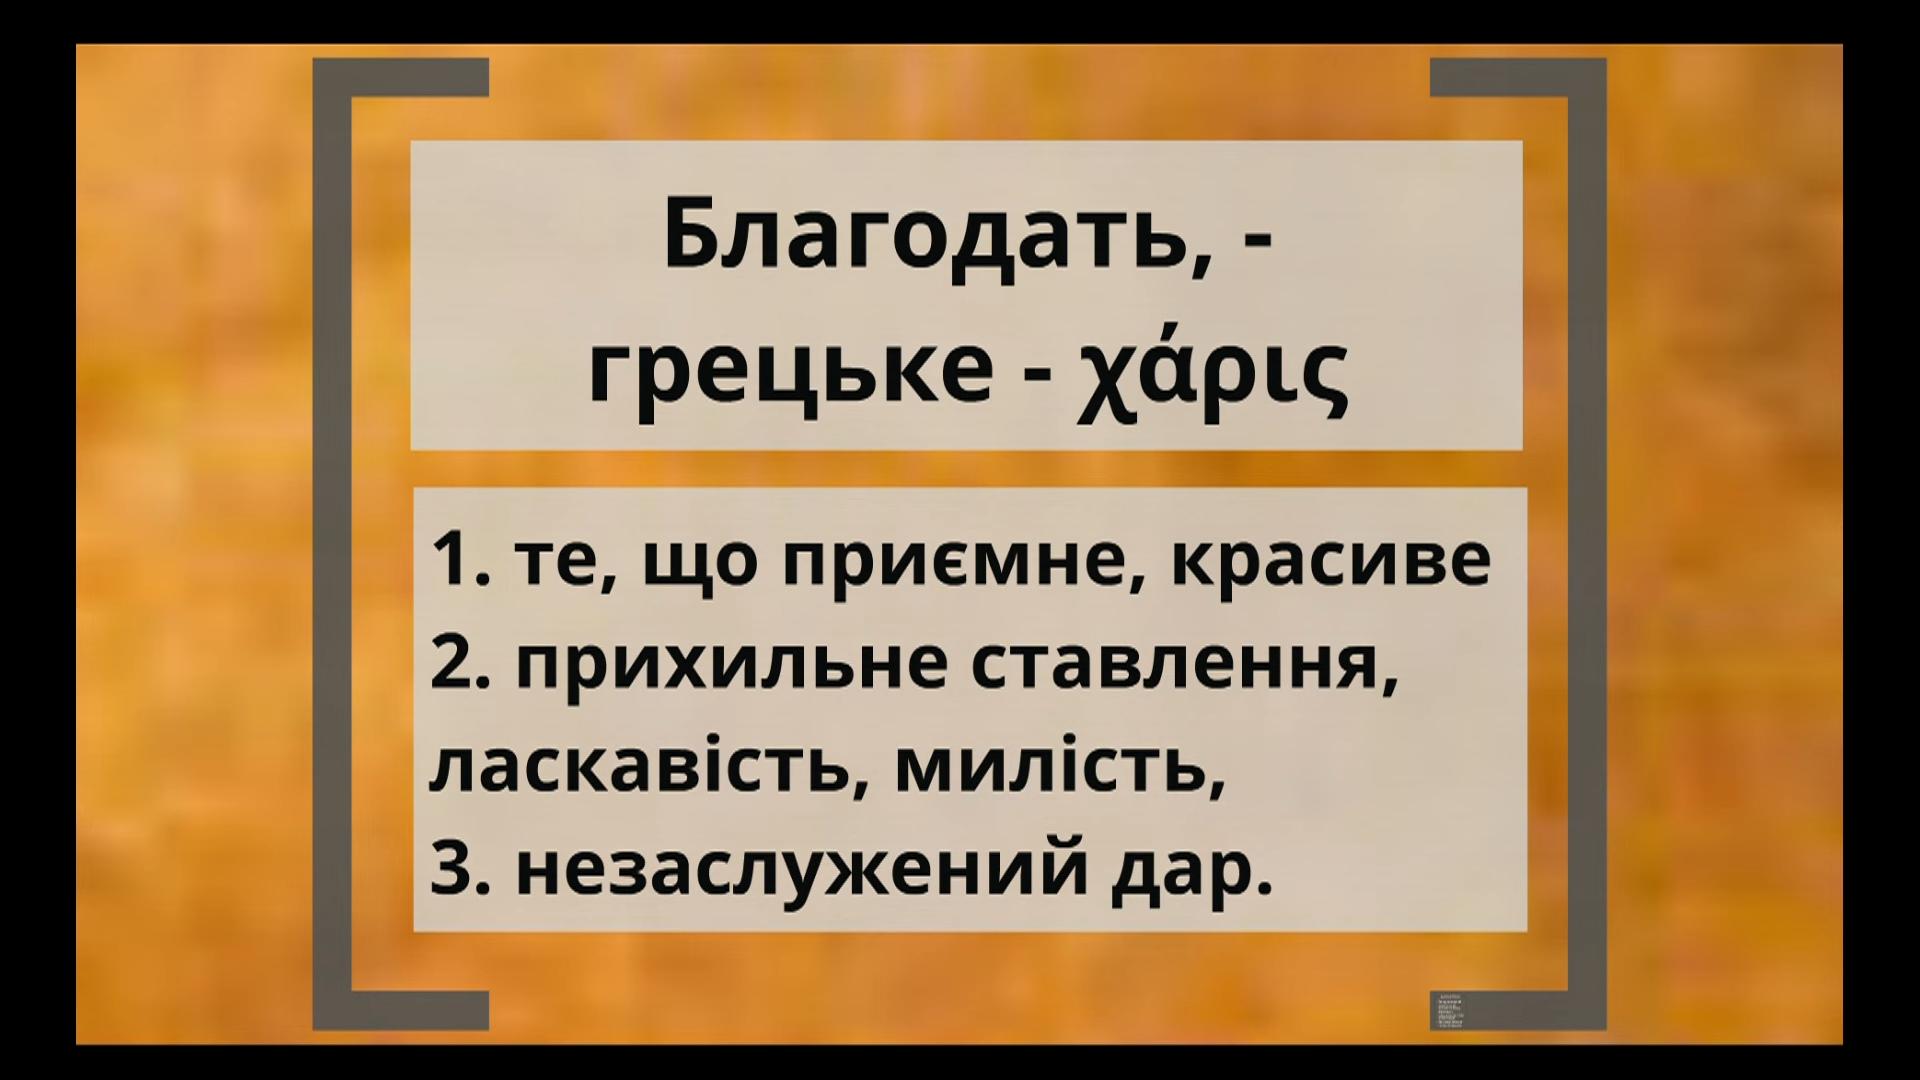 Благодать, -
грецьке - χάρις
1. те, що приємне, красиве
2. прихильне ставлення,
ласкавість, милість,
3. незаслужений дар.